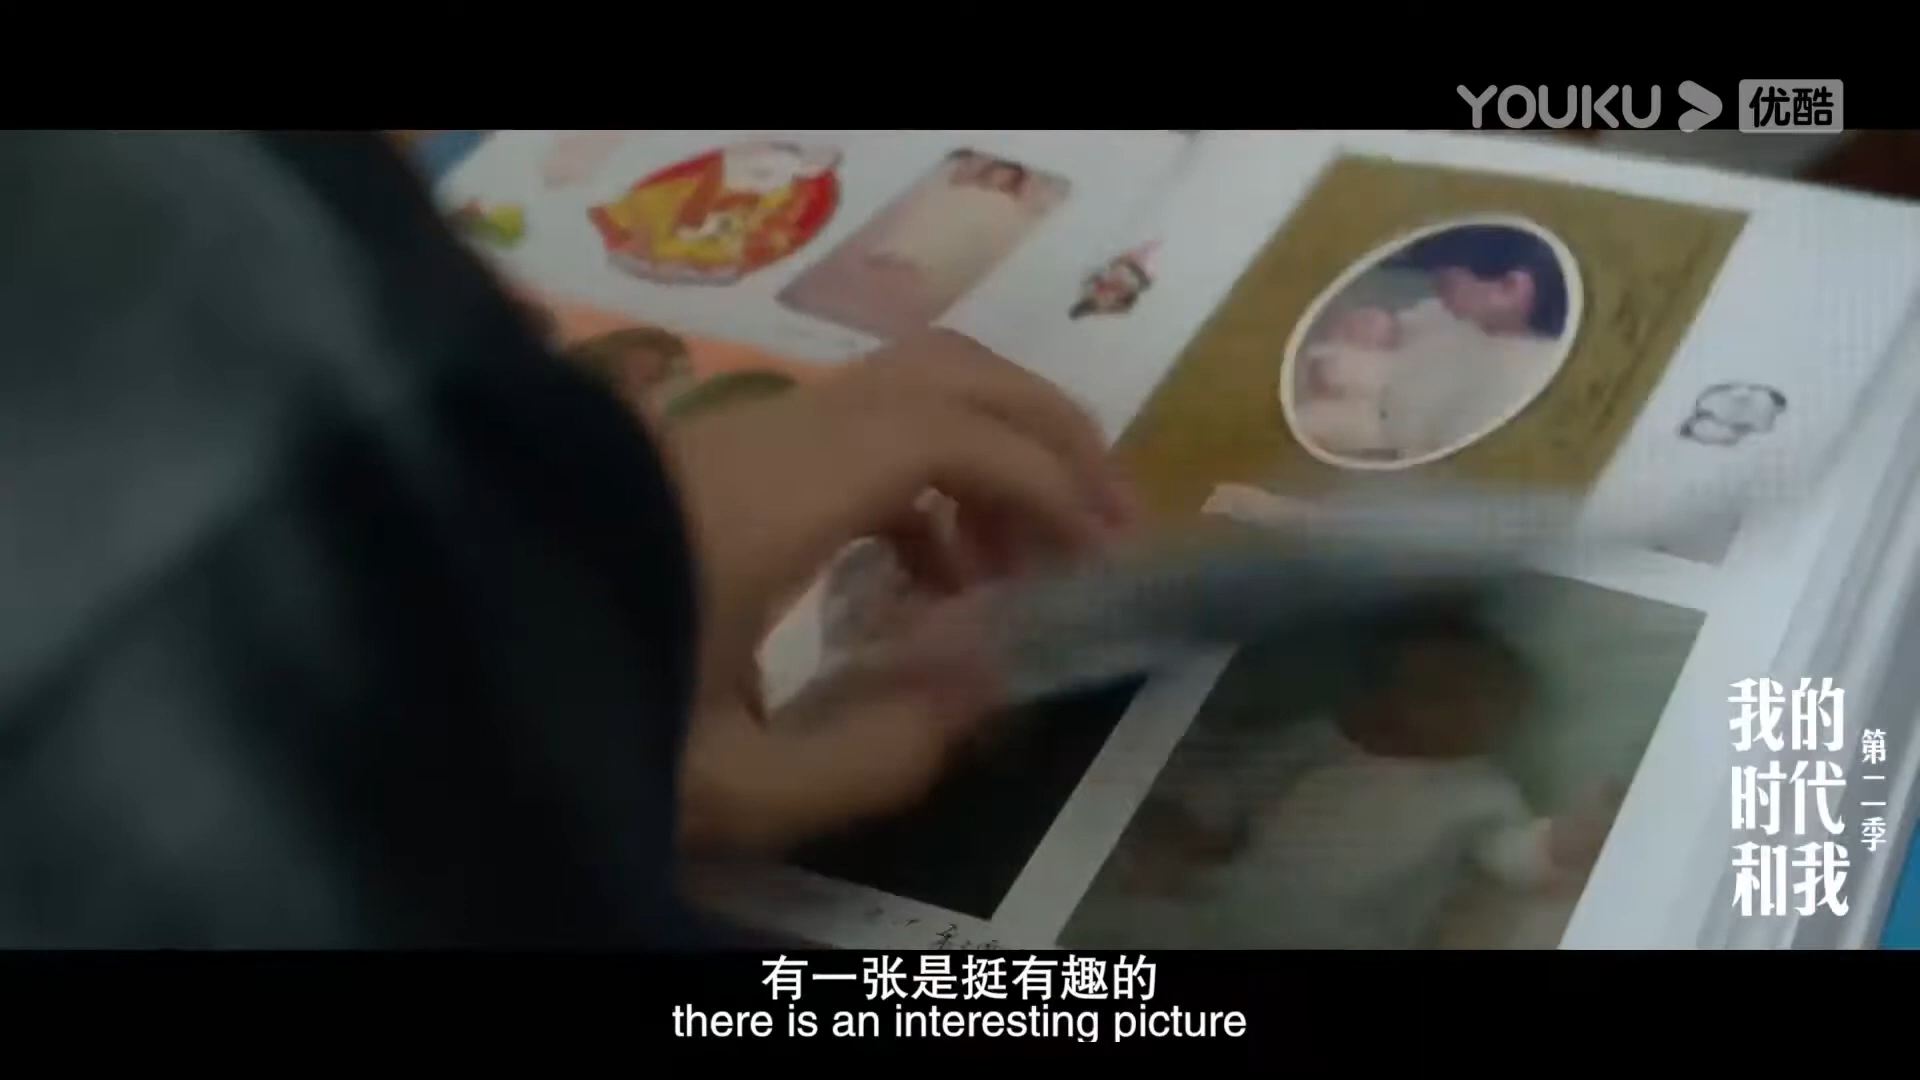 YOUKU 优酷
我的
时代
和我
第二季
有一张是挺有趣的
there is an interesting picture